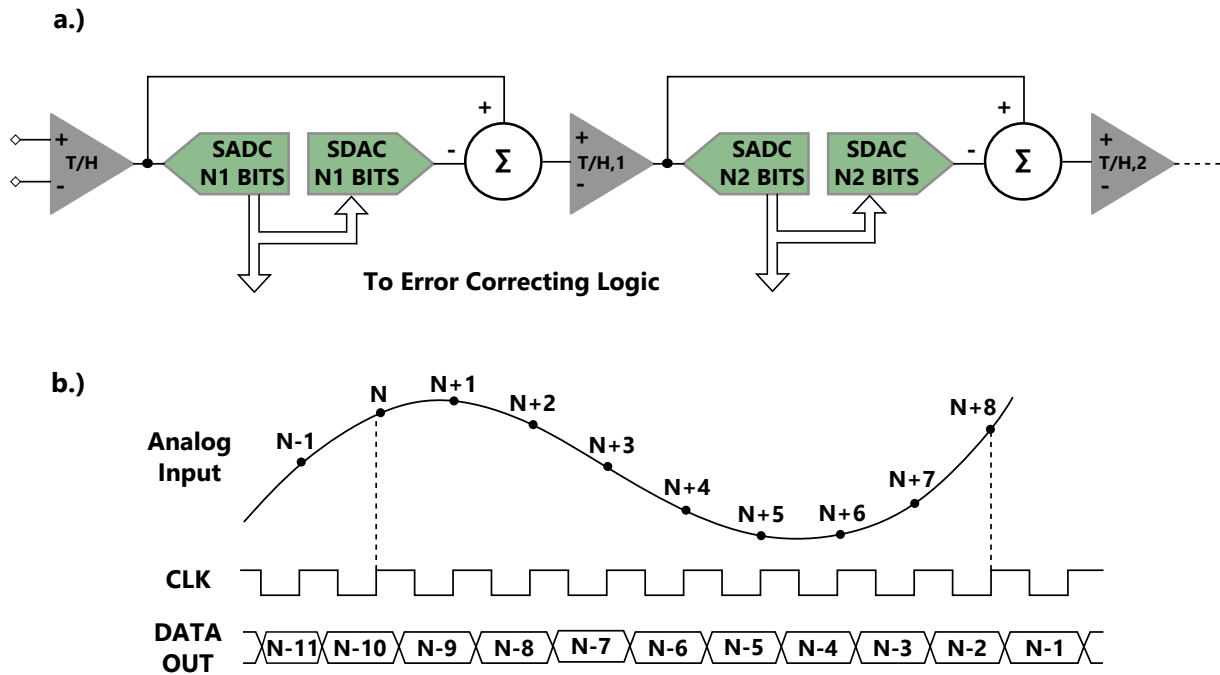 a.)
+ + + +
T/H SADC N1 BITS SDAC N1 BITS - Σ T/H,1 SADC N2 BITS SDAC N2 BITS - Σ T/H,2
- - -
To Error Correcting Logic
b.)
N-1 N N+1 N+2 N+3 N+4 N+5 N+6 N+7 N+8
Analog
Input
CLK
DATA
OUT
N-11 N-10 N-9 N-8 N-7 N-6 N-5 N-4 N-3 N-2 N-1